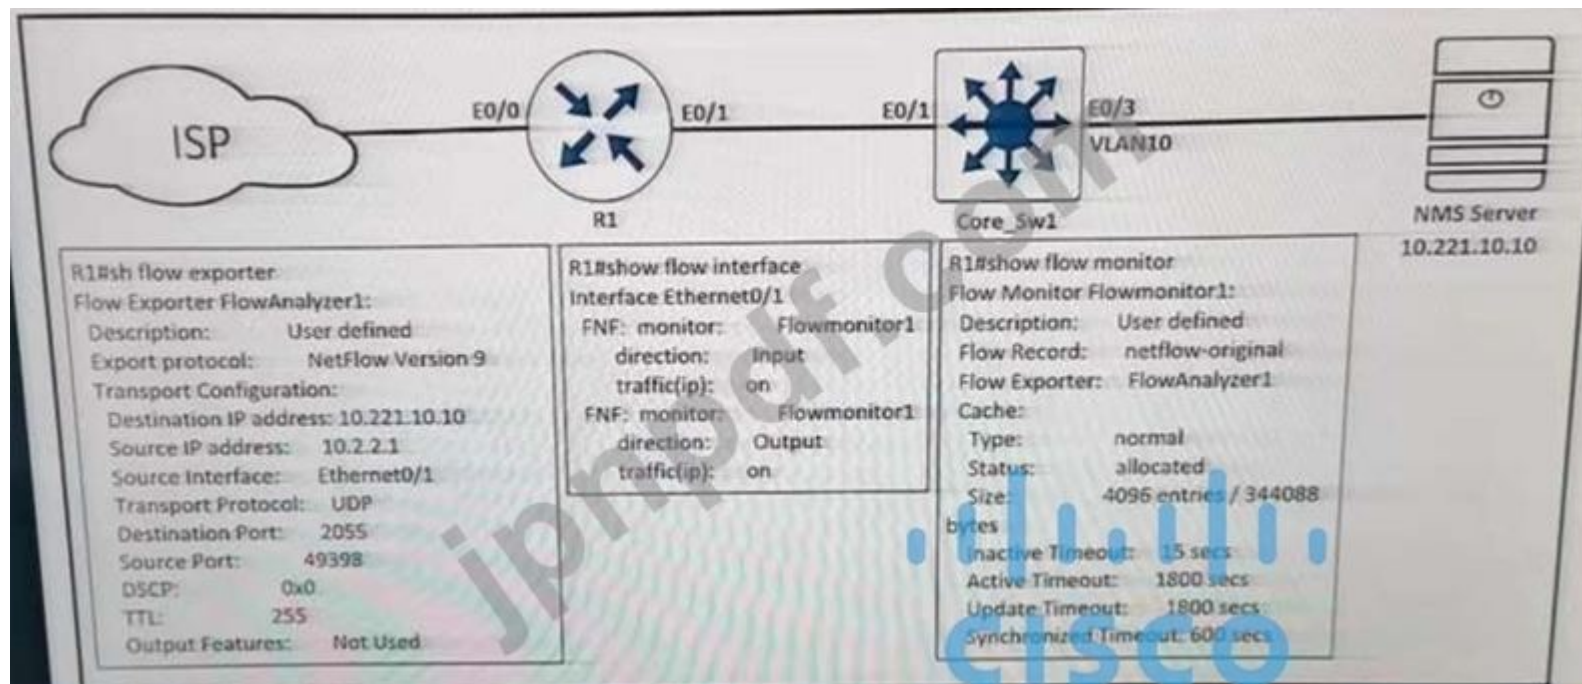 ISP
E0/0
E0/1
E0/1
E0/3
VLAN10
R1
Core_Sw1
NMS Server
10.221.10.10
R1#sh flow exporter
Flow Exporter FlowAnalyzer1:
Description: User defined
Export protocol: NetFlow Version 9
Transport Configuration:
Destination IP address: 10.221.10.10
Source IP address: 10.2.2.1
Source Interface: Ethernet0/1
Transport Protocol: UDP
Destination Port: 2055
Source Port: 49398
DSCP: 0x0
TTL: 255
Output Features: Not Used
R1#show flow interface
Interface Ethernet0/1
FNF: monitor: Flowmonitor1
direction: Input
traffic(ip): on
FNF: monitor: Flowmonitor1
direction: Output
traffic(ip): on
R1#show flow monitor
Flow Monitor Flowmonitor1:
Description: User defined
Flow Record: netflow-original
Flow Exporter: FlowAnalyzer1
Cache:
Type: normal
Status: allocated
Size: 4096 entries / 344088
bytes
Inactive Timeout: 15 secs
Active Timeout: 1800 secs
Update Timeout: 1800 secs
Synchronized Timeout: 600 secs
jpnpdf.com
CISCO